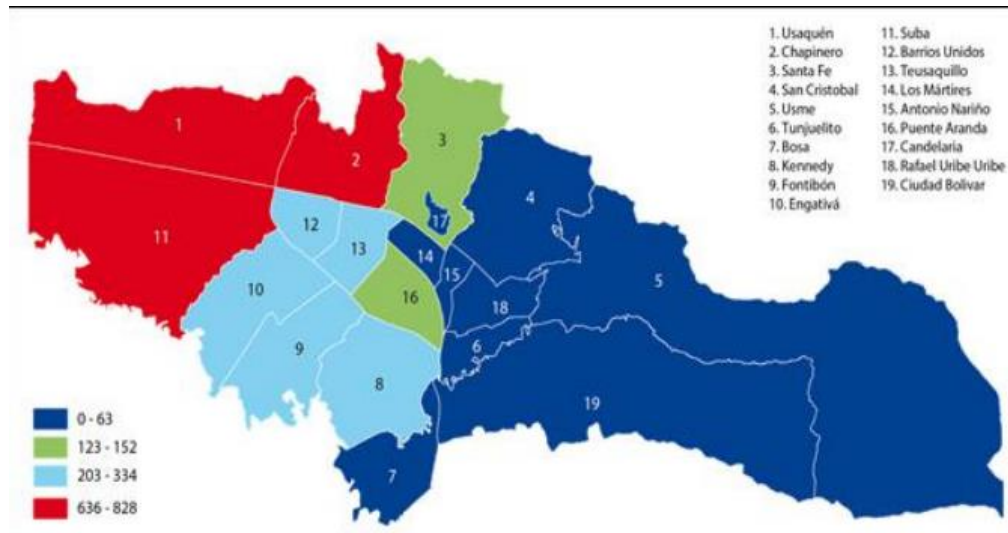 1. Usaquén
2. Chapinero
3. Santa Fe
4. San Cristobal
5. Usme
6. Tunjuelito
7. Bosa
8. Kennedy
9. Fontibón
10. Engativá
11. Suba
12. Barrios Unidos
13. Teusaquillo
14. Los Mártires
15. Antonio Nariño
16. Puente Aranda
17. Candelaria
18. Rafael Uribe Uribe
19. Ciudad Bolivar
1
2
3
4
17
11
12
13
14
15
5
10
16
18
9
6
8
19
7
0 - 63
123 - 152
203 - 334
636 - 828